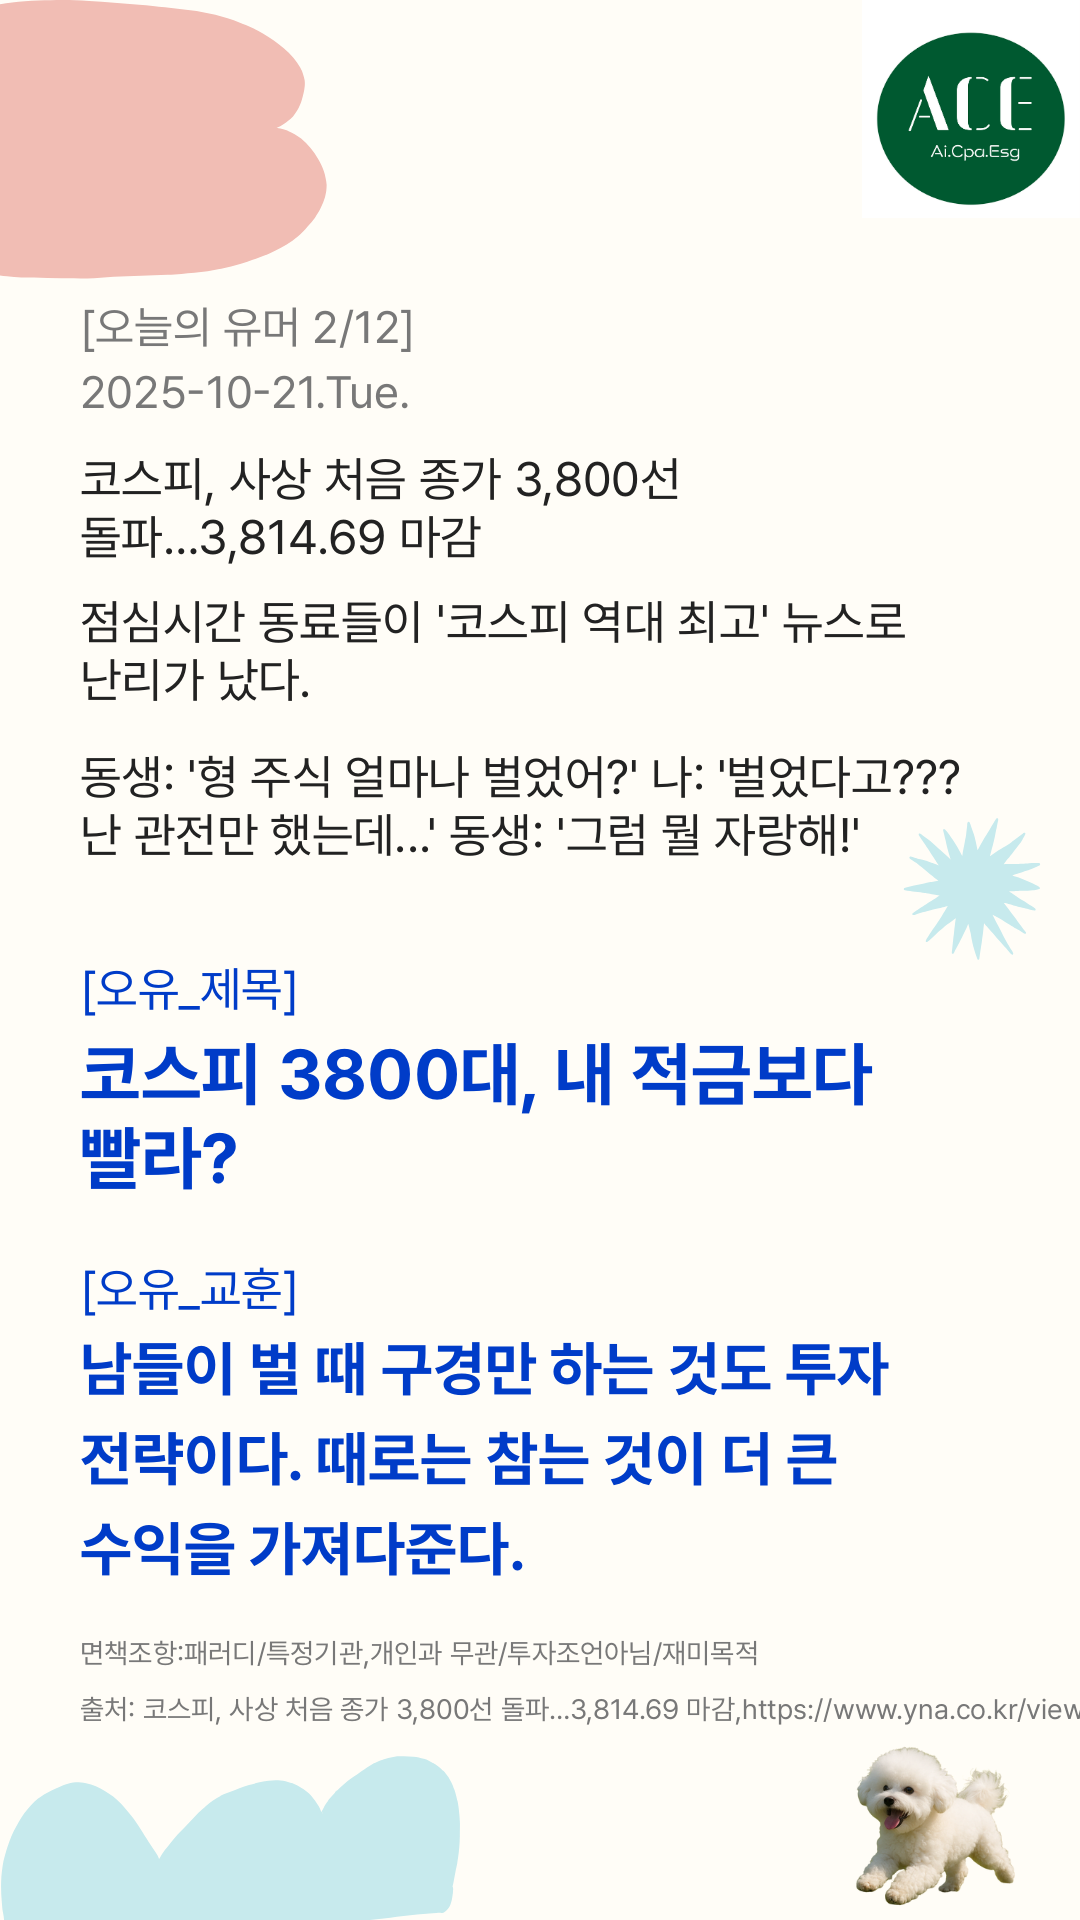 ACE
Ai.Cpa.Esg
[오늘의 유머 2/12]
2025-10-21.Tue.
코스피, 사상 처음 종가 3,800선
돌파…3,814.69 마감
점심시간 동료들이 '코스피 역대 최고' 뉴스로
난리가 났다.
동생: '형 주식 얼마나 벌었어?' 나: '벌었다고???
난 관전만 했는데...' 동생: '그럼 뭘 자랑해!'
[오유_제목]
코스피 3800대, 내 적금보다
빨라?
[오유_교훈]
남들이 벌 때 구경만 하는 것도 투자
전략이다. 때로는 참는 것이 더 큰
수익을 가져다준다.
면책조항:패러디/특정기관,개인과 무관/투자조언아님/재미목적
출처: 코스피, 사상 처음 종가 3,800선 돌파…3,814.69 마감,https://www.yna.co.kr/view